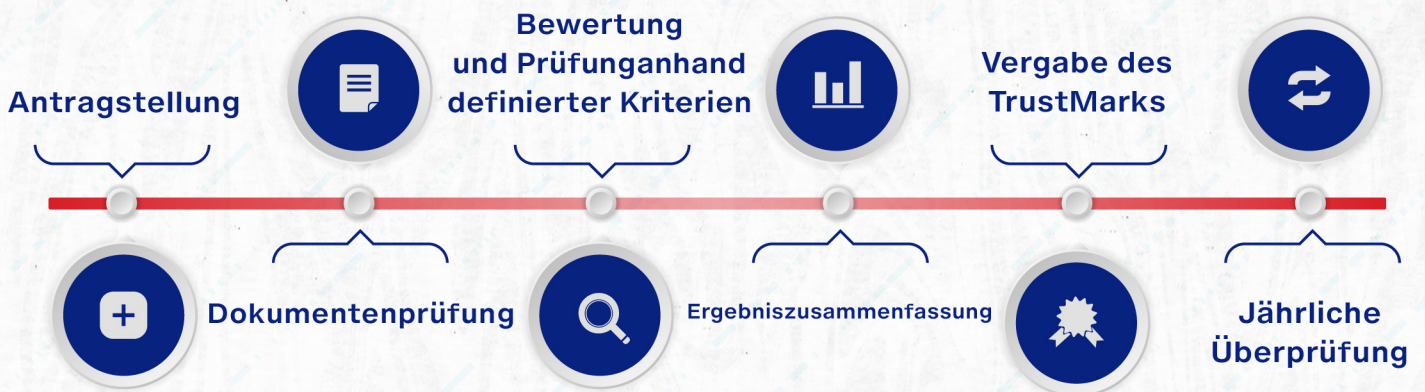 Antragstellung
Dokumentenprüfung
Bewertung
und Prüfunganhand
definierter Kriterien
Ergebniszusammenfassung
Vergabe des
TrustMarks
Jährliche
Überprüfung